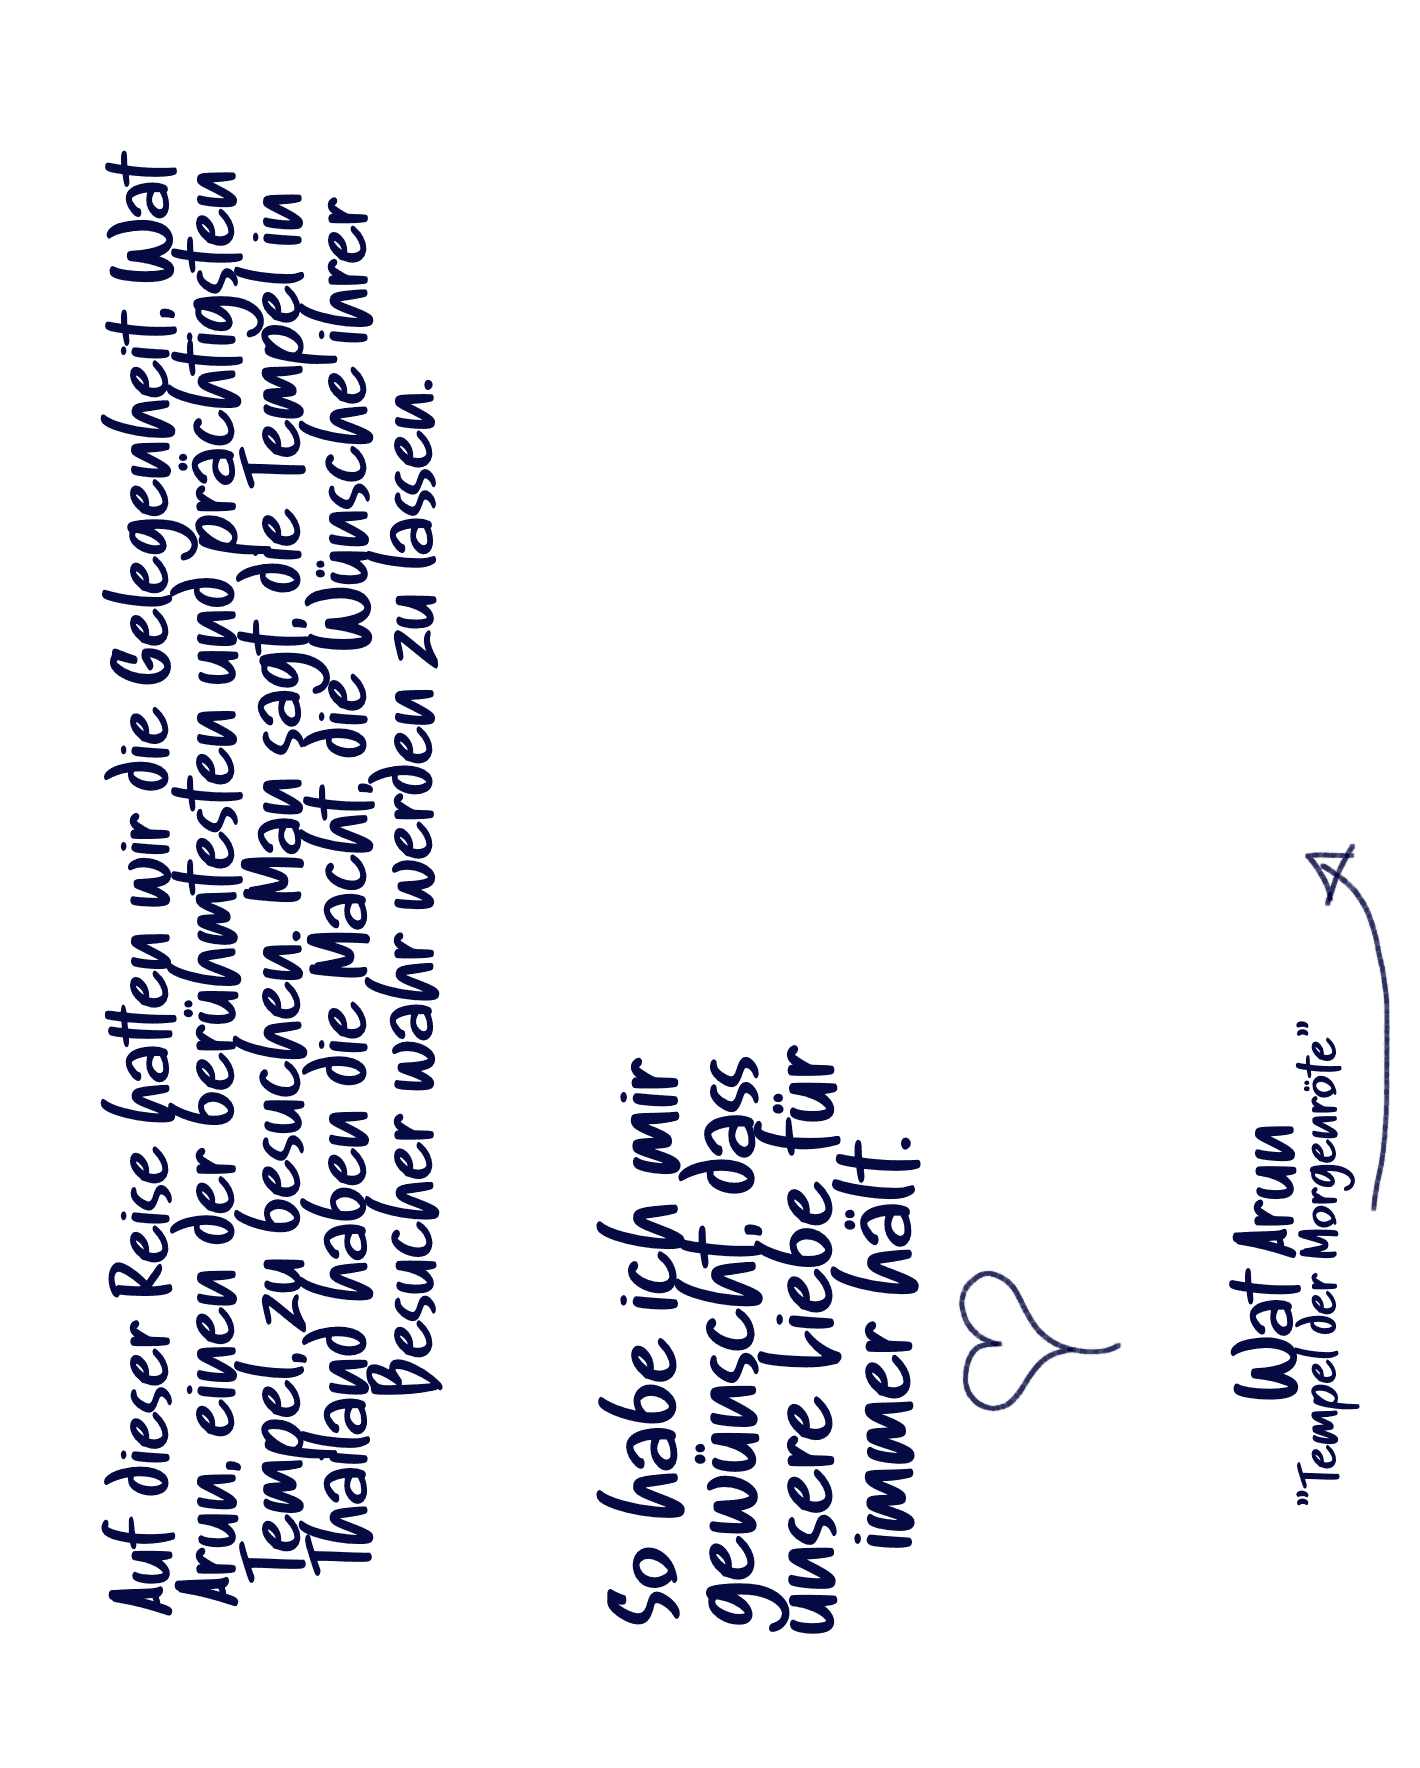 Auf dieser Reise hatten wir die Gelegenheit, Wat
Arun, einen der berühmtesten und prächtigsten
Tempel, zu besuchen. Man sagt, die Tempel in
Thailand haben die Macht, die Wünsche ihrer
Besucher wahr werden zu lassen.
So habe ich mir
gewünscht, dass
unsere Liebe für
immer hält.
Wat Arun
"Tempel der Morgenröte"